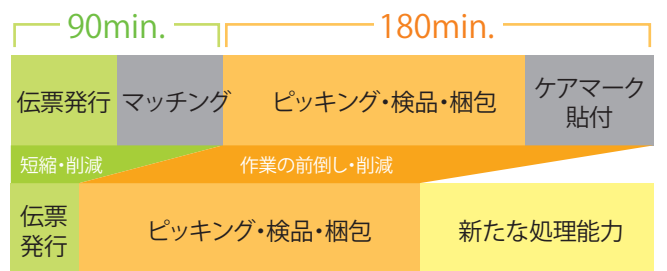 90min.
180min.
伝票発行
マッチング
ピッキング・検品・梱包
ケアマーク
貼付
短縮・削減
作業の前倒し・削減
伝票
発行
ピッキング・検品・梱包
新たな処理能力